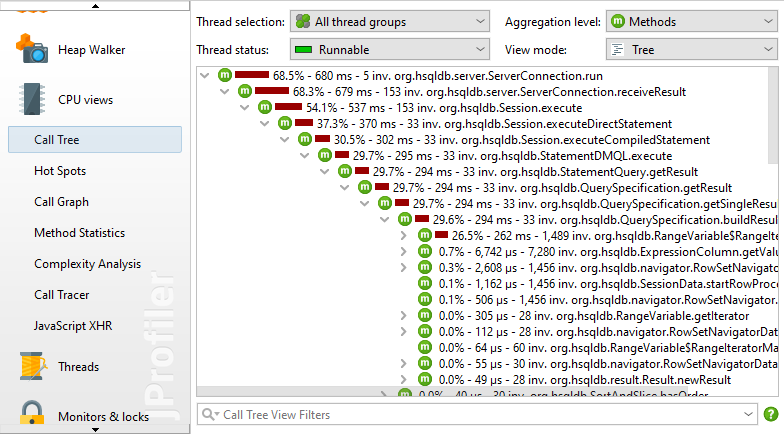 Thread selection: All thread groups Aggregation level: Methods
Thread status: Runnable View mode: Tree
Heap Walker
CPU views
Call Tree
Hot Spots
Call Graph
Method Statistics
Complexity Analysis
Call Tracer
JavaScript XHR
Threads
Monitors & locks
JProfiler
68.5% - 680 ms - 5 inv. org.hsqldb.server.ServerConnection.run
68.3% - 679 ms - 153 inv. org.hsqldb.server.ServerConnection.receiveResult
54.1% - 537 ms - 153 inv. org.hsqldb.Session.execute
37.3% - 370 ms - 33 inv. org.hsqldb.Session.executeDirectStatement
30.5% - 302 ms - 33 inv. org.hsqldb.Session.executeCompiledStatement
29.7% - 295 ms - 33 inv. org.hsqldb.StatementDMQL.execute
29.7% - 294 ms - 33 inv. org.hsqldb.StatementQuery.getResult
29.7% - 294 ms - 33 inv. org.hsqldb.QuerySpecification.getResult
29.7% - 294 ms - 33 inv. org.hsqldb.QuerySpecification.getSingleResu
29.6% - 294 ms - 33 inv. org.hsqldb.QuerySpecification.buildResul
26.5% - 262 ms - 1,489 inv. org.hsqldb.RangeVariable$RangeIte
0.7% - 6,742 µs - 7,280 inv. org.hsqldb.ExpressionColumn.getValu
0.3% - 2,608 µs - 1,456 inv. org.hsqldb.navigator.RowSetNavigat
0.1% - 1,162 µs - 1,456 inv. org.hsqldb.SessionData.startRowProc
0.1% - 506 µs - 1,456 inv. org.hsqldb.navigator.RowSetNavigator.
0.0% - 305 µs - 28 inv. org.hsqldb.RangeVariable.getIterator
0.0% - 112 µs - 28 inv. org.hsqldb.navigator.RowSetNavigatorDat
0.0% - 64 µs - 60 inv. org.hsqldb.RangeVariable$RangeIteratorMa
0.0% - 55 µs - 30 inv. org.hsqldb.navigator.RowSetNavigatorData
0.0% - 49 µs - 28 inv. org.hsqldb.result.Result.newResult
0.0% - 40 µs - 30 inv. org.hsqldb.SortAndSlice.hasOrder
Call Tree View Filters